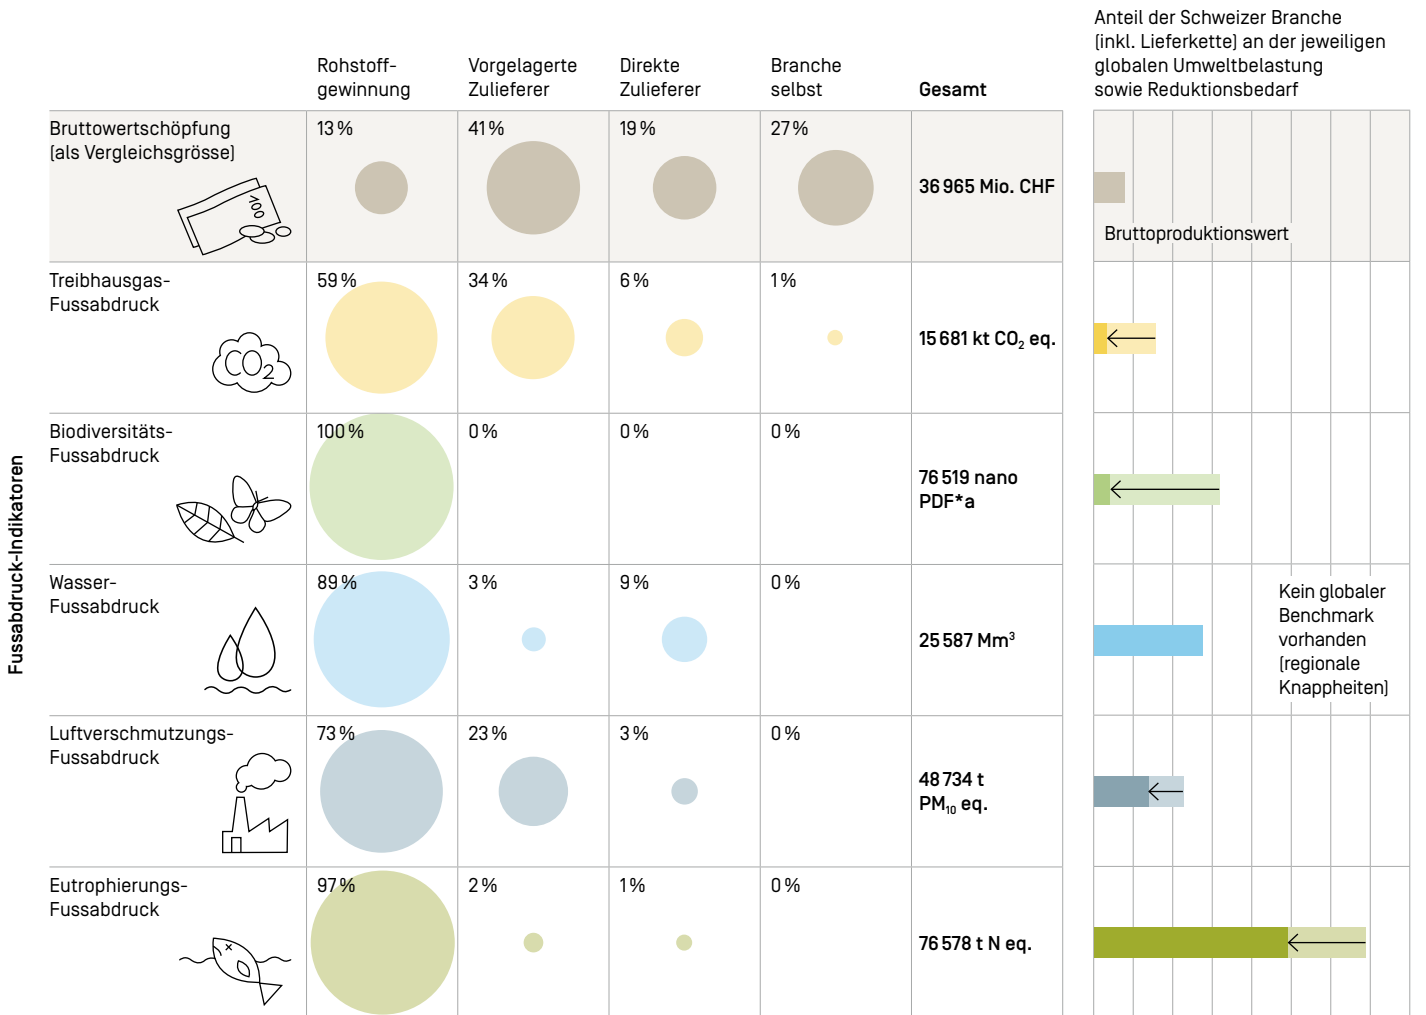 Anteil der Schweizer Branche
(inkl. Lieferkette) an der jeweiligen
globalen Umweltbelastung
sowie Reduktionsbedarf
Rohstoff-
gewinnung
Vorgelagerte
Zulieferer
Direkte
Zulieferer
Branche
selbst
Gesamt
Fussabdruck-Indikatoren
Bruttowertschöpfung
(als Vergleichsgrösse)
100
13 %
41 %
19 %
27 %
36 965 Mio. CHF
Bruttoproduktionswert
Treibhausgas-
Fussabdruck
CO2
59 %
34 %
6 %
1 %
15 681 kt CO₂ eq.
Biodiversitäts-
Fussabdruck
100 %
0 %
0 %
0 %
76 519 nano
PDF*a
Wasser-
Fussabdruck
89 %
3 %
9 %
0 %
25 587 Mm³
Kein globaler
Benchmark
vorhanden
(regionale
Knappheiten)
Luftverschmutzungs-
Fussabdruck
73 %
23 %
3 %
0 %
48 734 t
PM₁₀ eq.
Eutrophierungs-
Fussabdruck
97 %
2 %
1 %
0 %
76 578 t N eq.